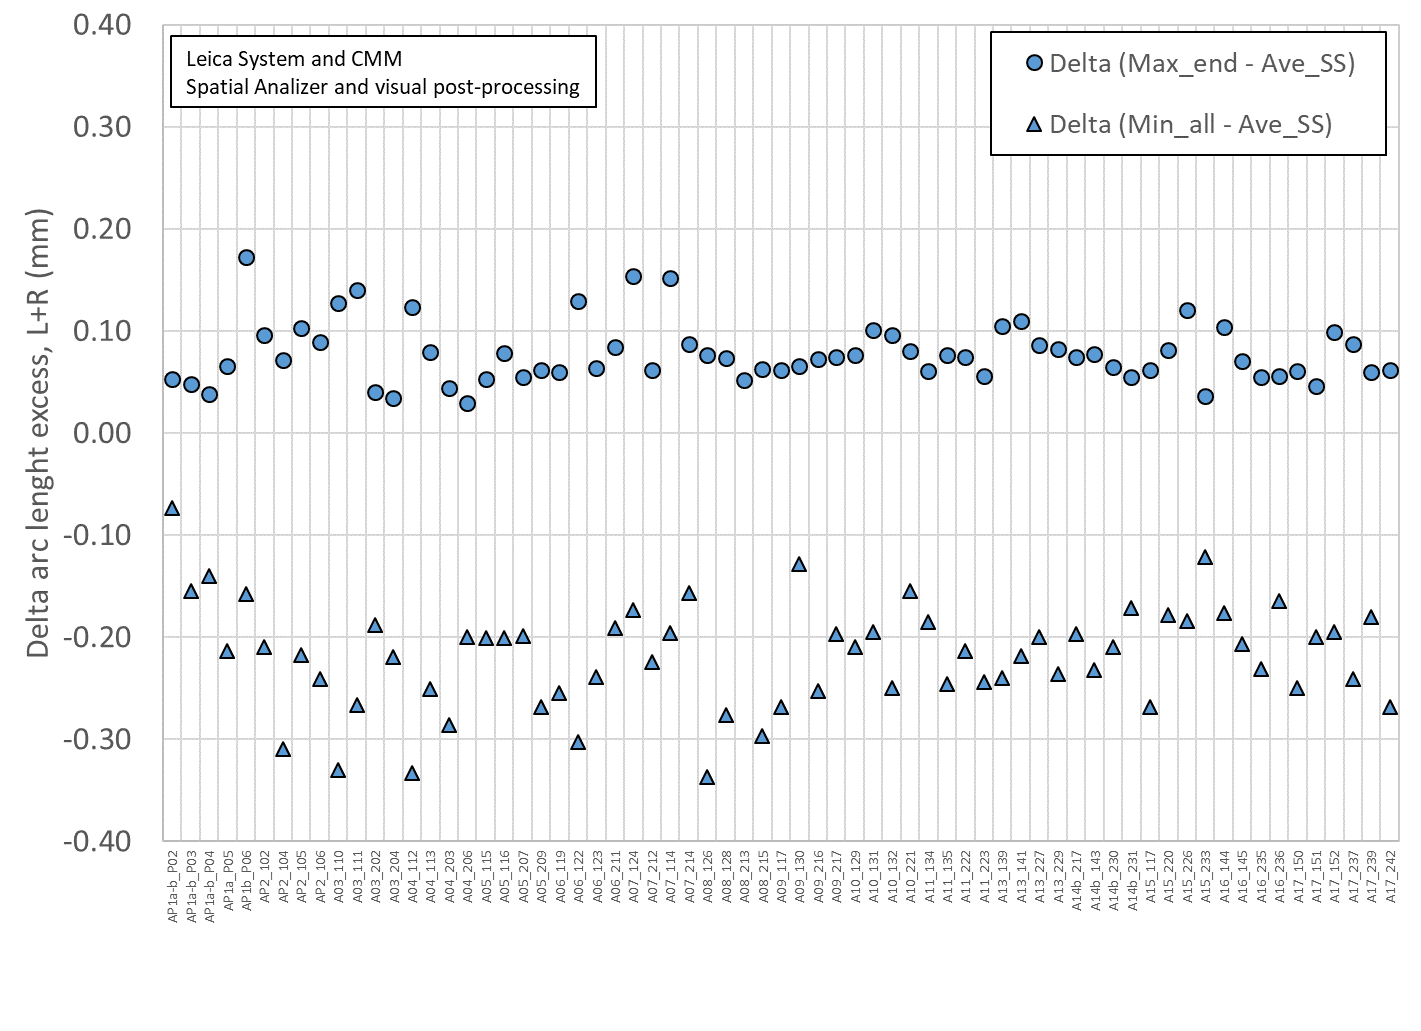 Leica System and CMM
Spatial Analizer and visual post-processing
Delta (Max_end - Ave_SS)
Delta (Min_all - Ave_SS)
Delta arc lenght excess, L+R (mm)
0.40
0.30
0.20
0.10
0.00
-0.10
-0.20
-0.30
-0.40
AP1a-b_P02
AP1a-b_P03
AP1a-b_P04
AP1a_P05
AP1b_P06
AP2_102
AP2_104
AP2_105
AP2_106
A03_110
A03_111
A03_202
A03_204
A04_112
A04_113
A04_203
A04_206
A05_115
A05_116
A05_207
A05_209
A06_119
A06_122
A06_123
A06_211
A07_124
A07_212
A07_114
A07_214
A08_126
A08_128
A08_213
A08_215
A09_117
A09_130
A09_216
A09_217
A10_129
A10_131
A10_132
A10_221
A11_134
A11_135
A11_222
A11_223
A13_139
A13_141
A13_227
A13_229
A14b_217
A14b_143
A14b_230
A14b_231
A15_117
A15_220
A15_226
A15_233
A16_144
A16_145
A16_235
A16_236
A17_150
A17_151
A17_152
A17_237
A17_239
A17_242